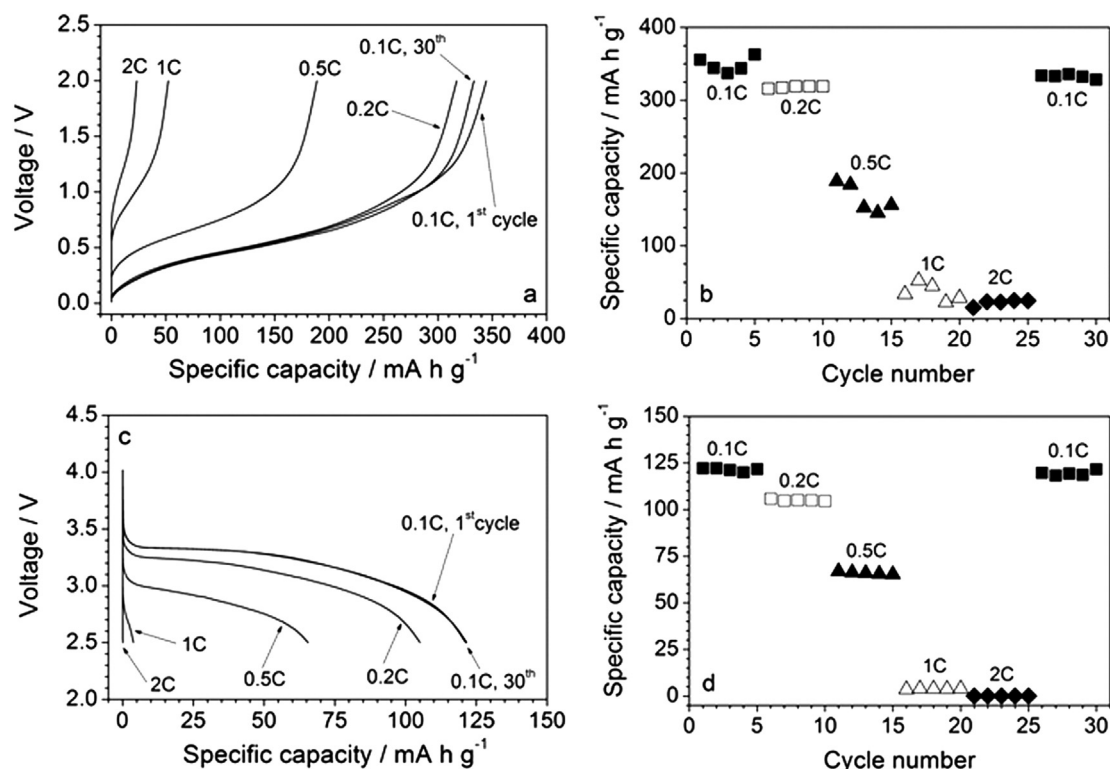 2.5
2.0
1.5
1.0
0.5
0.0
Voltage / V
2C
1C
0.5C
0.1C, 30th
0.2C
0.1C, 1st cycle
a
0 50 100 150 200 250 300 350 400
Specific capacity / mA h g-1
400
300
200
100
0
Specific capacity / mA h g-1
0.1C
0.2C
0.5C
1C
2C
0.1C
b
0 5 10 15 20 25 30
Cycle number
4.5
4.0
3.5
3.0
2.5
2.0
Voltage / V
c
0.1C, 1st cycle
1C
2C
0.5C
0.2C
0.1C, 30th
0 25 50 75 100 125 150
Specific capacity / mA h g-1
150
125
100
75
50
25
0
Specific capacity / mA h g-1
0.1C
0.2C
0.5C
1C
2C
0.1C
d
0 5 10 15 20 25 30
Cycle number